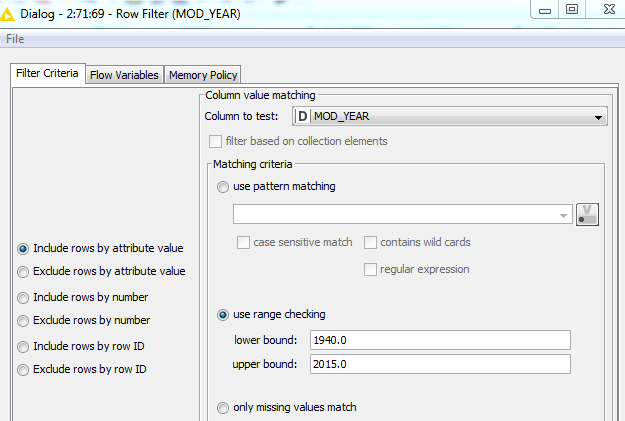 Dialog - 2:71:69 - Row Filter (MOD_YEAR)
File
Filter Criteria Flow Variables Memory Policy
Column value matching
Column to test: D MOD_YEAR
filter based on collection elements
Matching criteria
use pattern matching
V
case sensitive match contains wild cards
regular expression
Include rows by attribute value
Exclude rows by attribute value
Include rows by number
Exclude rows by number
Include rows by row ID
Exclude rows by row ID
use range checking
lower bound: 1940.0
upper bound: 2015.0
only missing values match